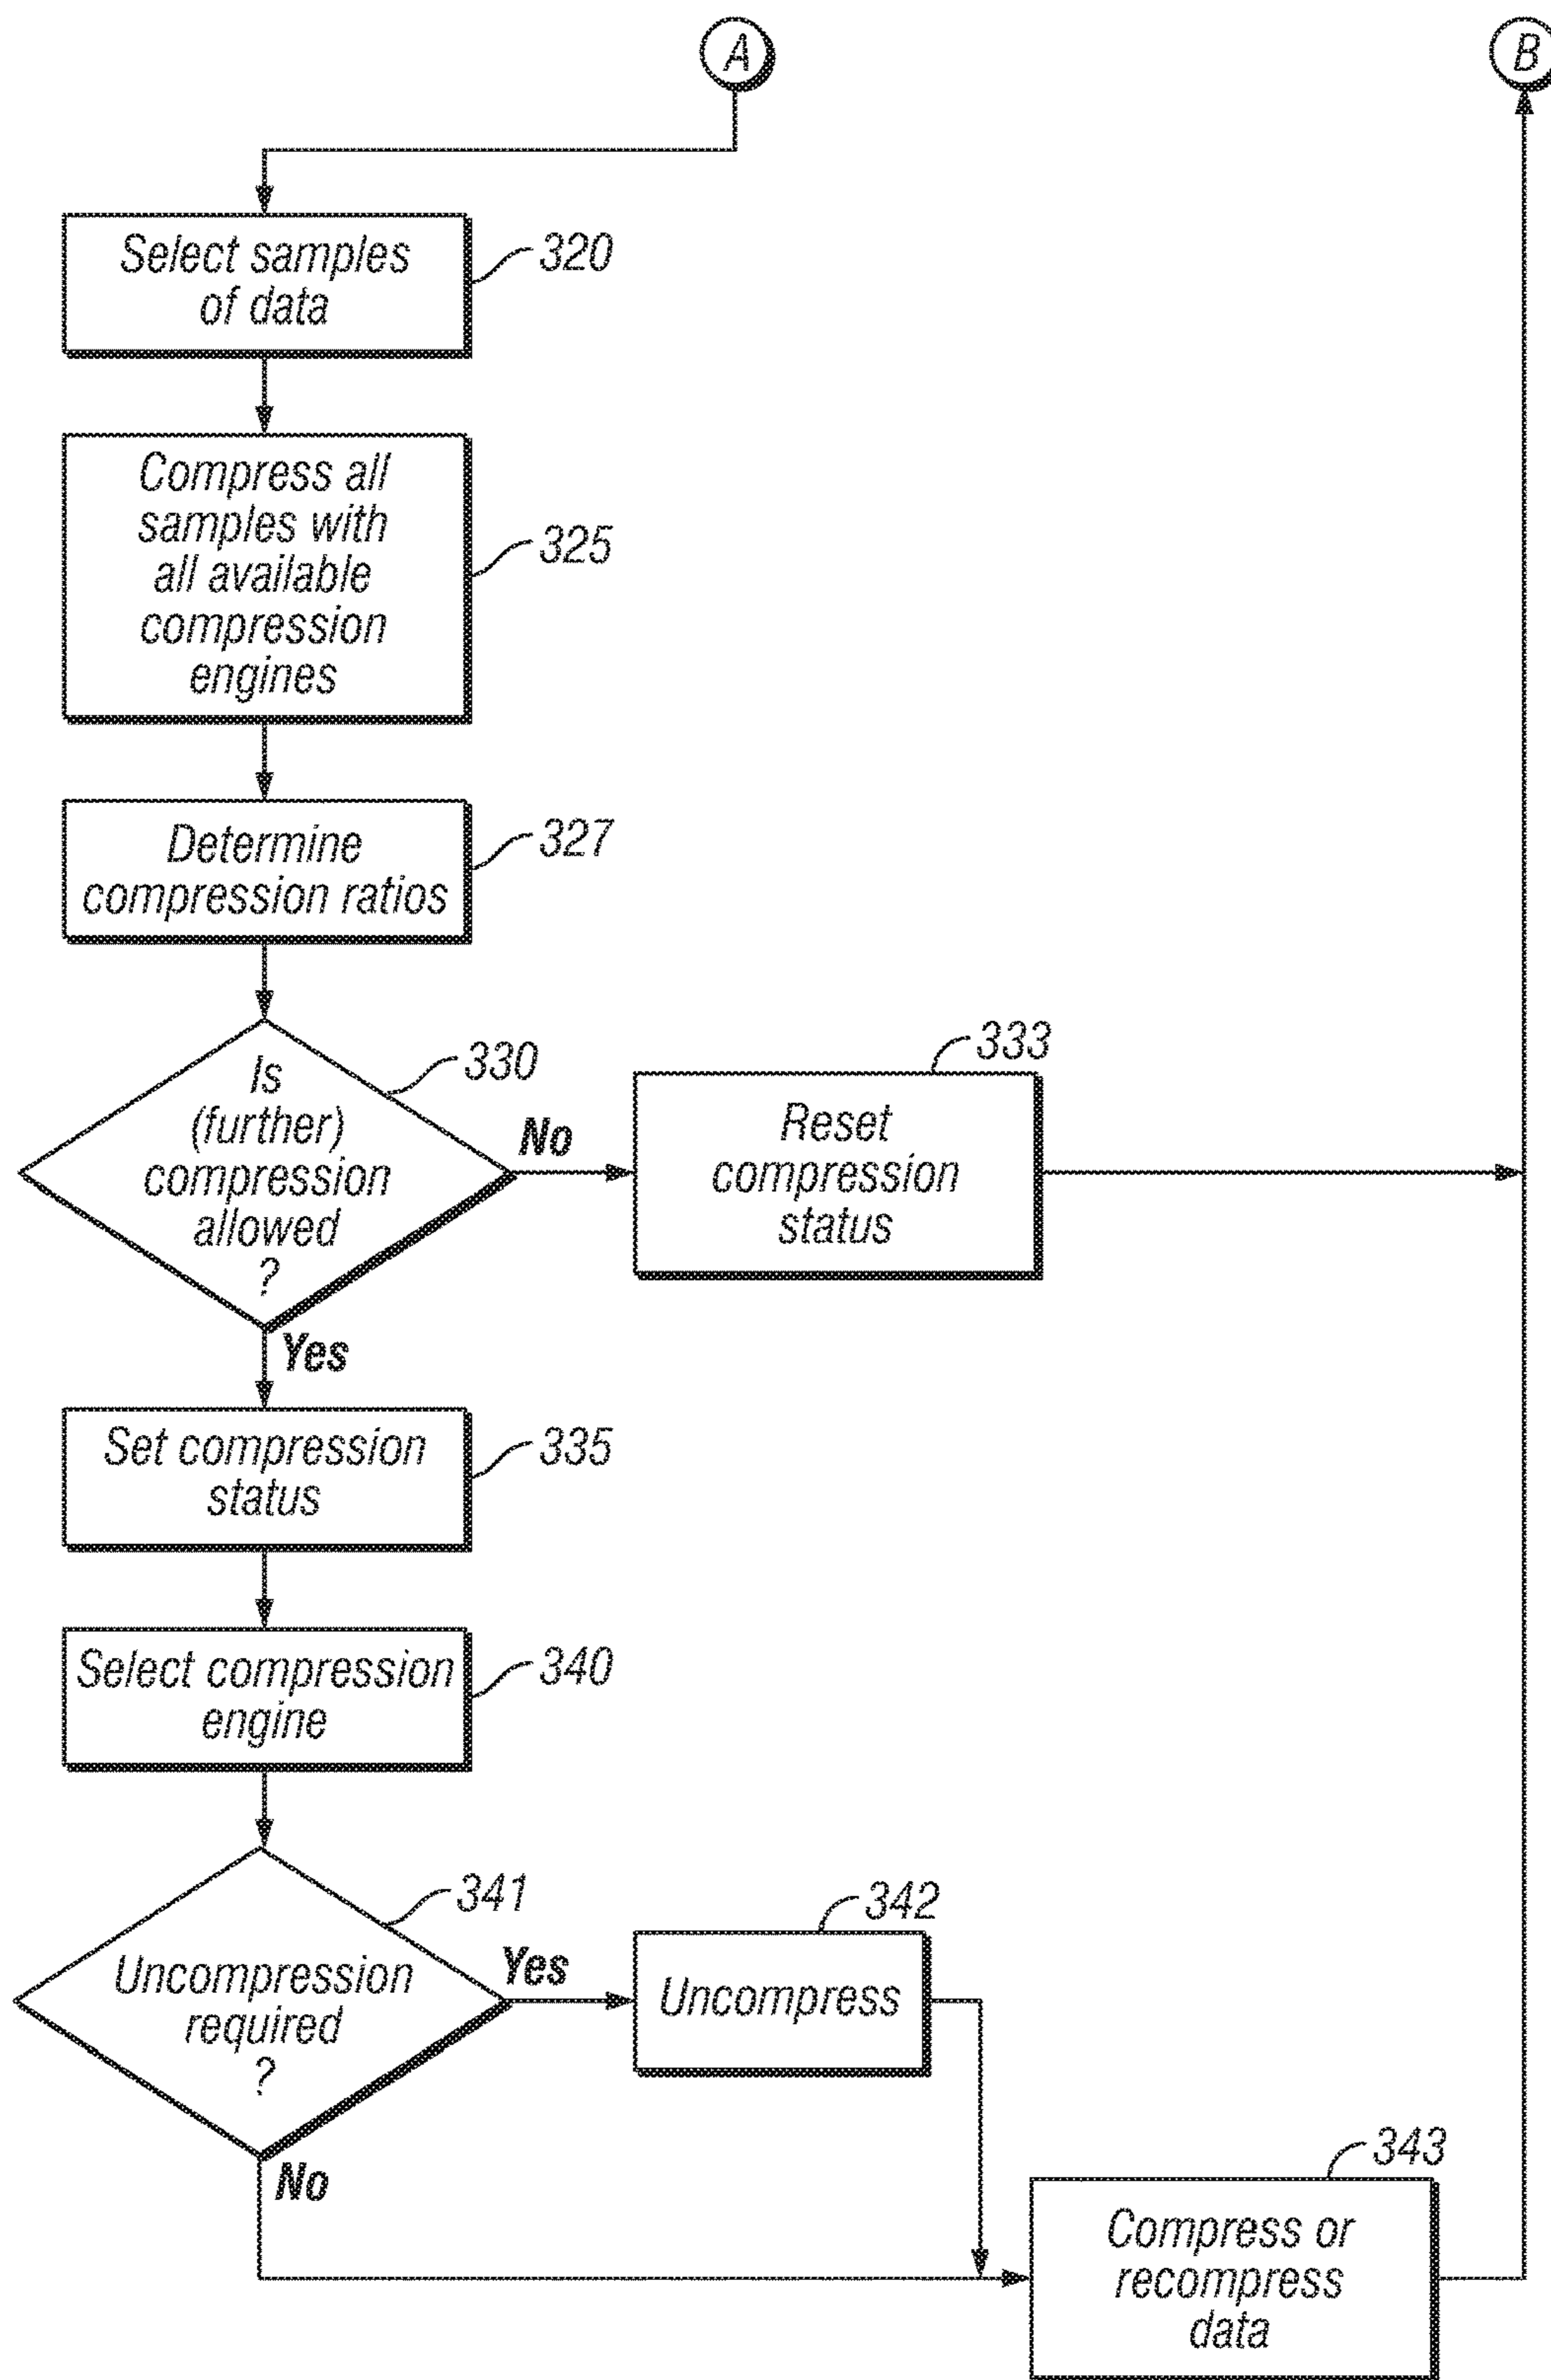 A
B
Select samples
of data
320
Compress all
samples with
all available
compression
engines
325
Determine
compression ratios
327
Is
(further)
compression
allowed
?
330
No
Reset
compression
status
333
Yes
Set compression
status
335
Select compression
engine
340
Uncompression
required
?
341
Yes
Uncompress
342
No
Compress or
recompress
data
343